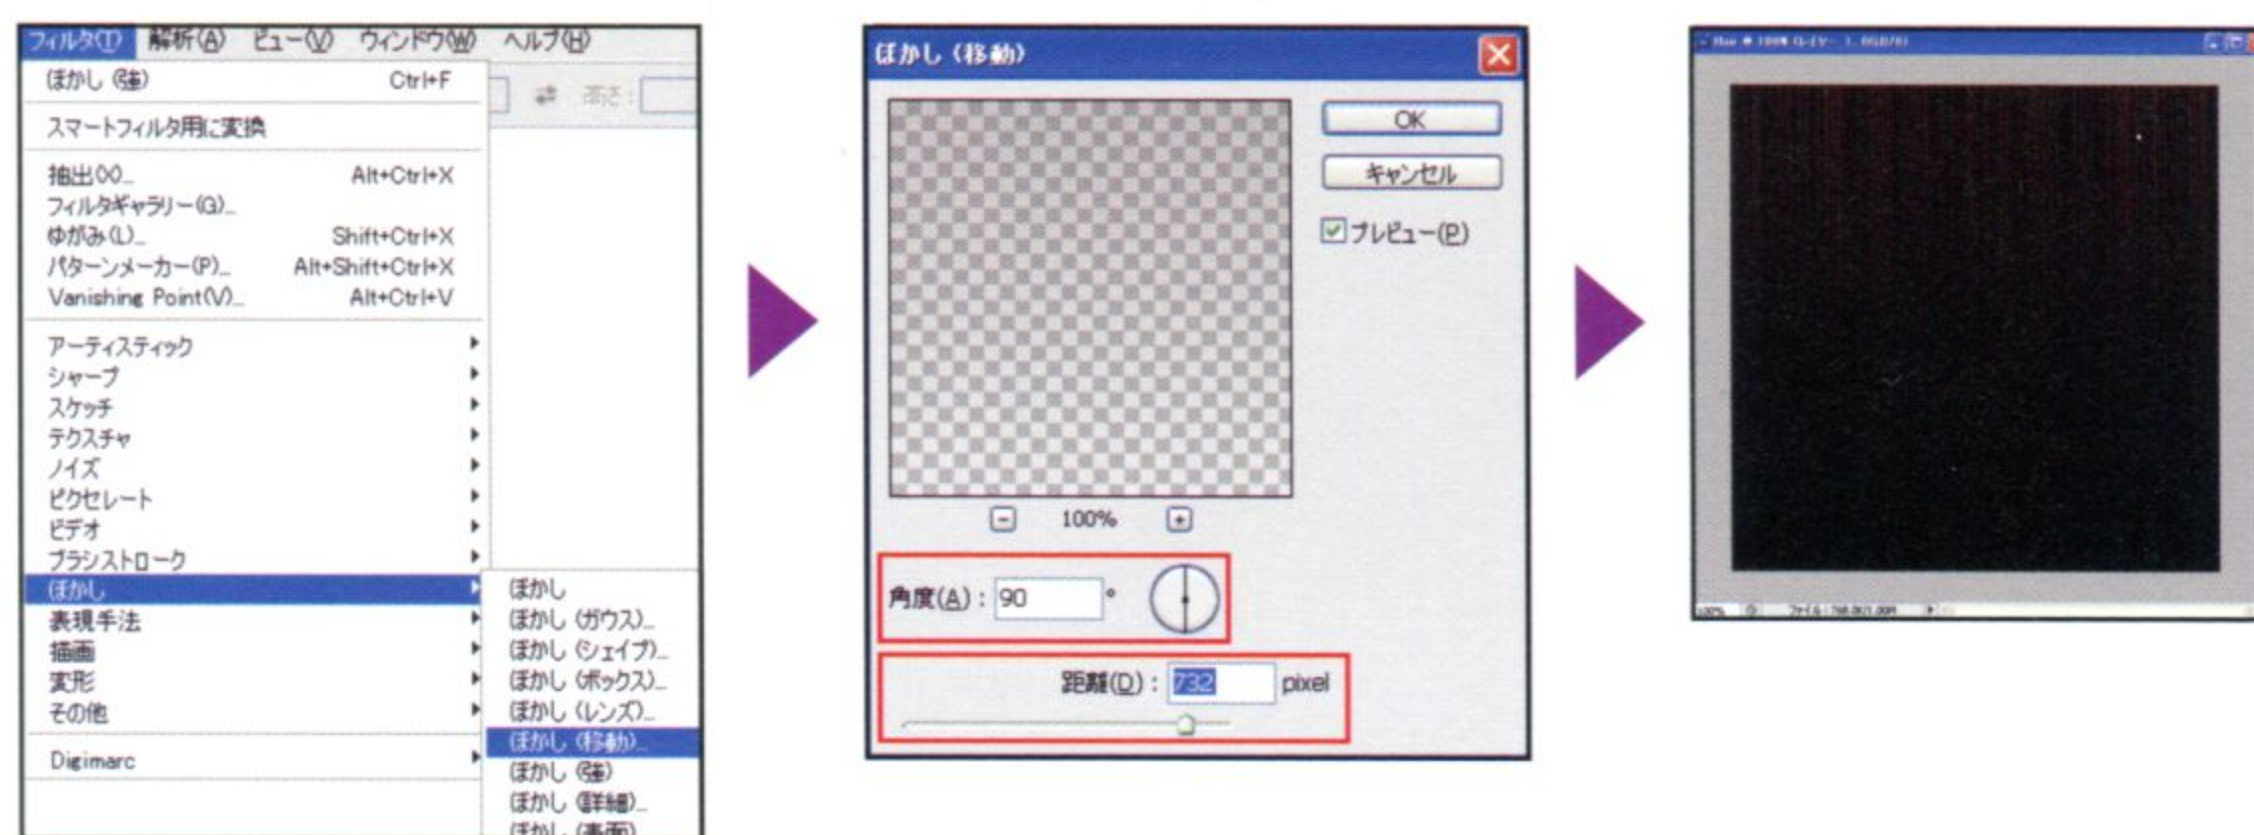 フィルタ(T) 解析(A) ビュー(V) ウィンドウ(W) ヘルプ(H)
ぼかし (強) Ctrl+F
高さ :
スマートフィルタ用に変換
抽出(X)... Alt+Ctrl+X
フィルタギャラリー(G)...
ゆがみ(L)... Shift+Ctrl+X
パターンメーカー(P)... Alt+Shift+Ctrl+X
Vanishing Point(V)... Alt+Ctrl+V
アーティスティック
シャープ
スケッチ
テクスチャ
ノイズ
ピクセレート
ビデオ
ブラシストローク
ぼかし
表現手法
描画
変形
その他
Digimarc
ぼかし
ぼかし (ガウス)...
ぼかし (シェイプ)...
ぼかし (ボックス)...
ぼかし (レンズ)...
ぼかし (移動)...
ぼかし (強)
ぼかし (詳細)...
ぼかし (表面)
ぼかし (移動)
OK
キャンセル
プレビュー(P)
100%
角度(A) : 90 °
距離(D) : 732 pixel
100%